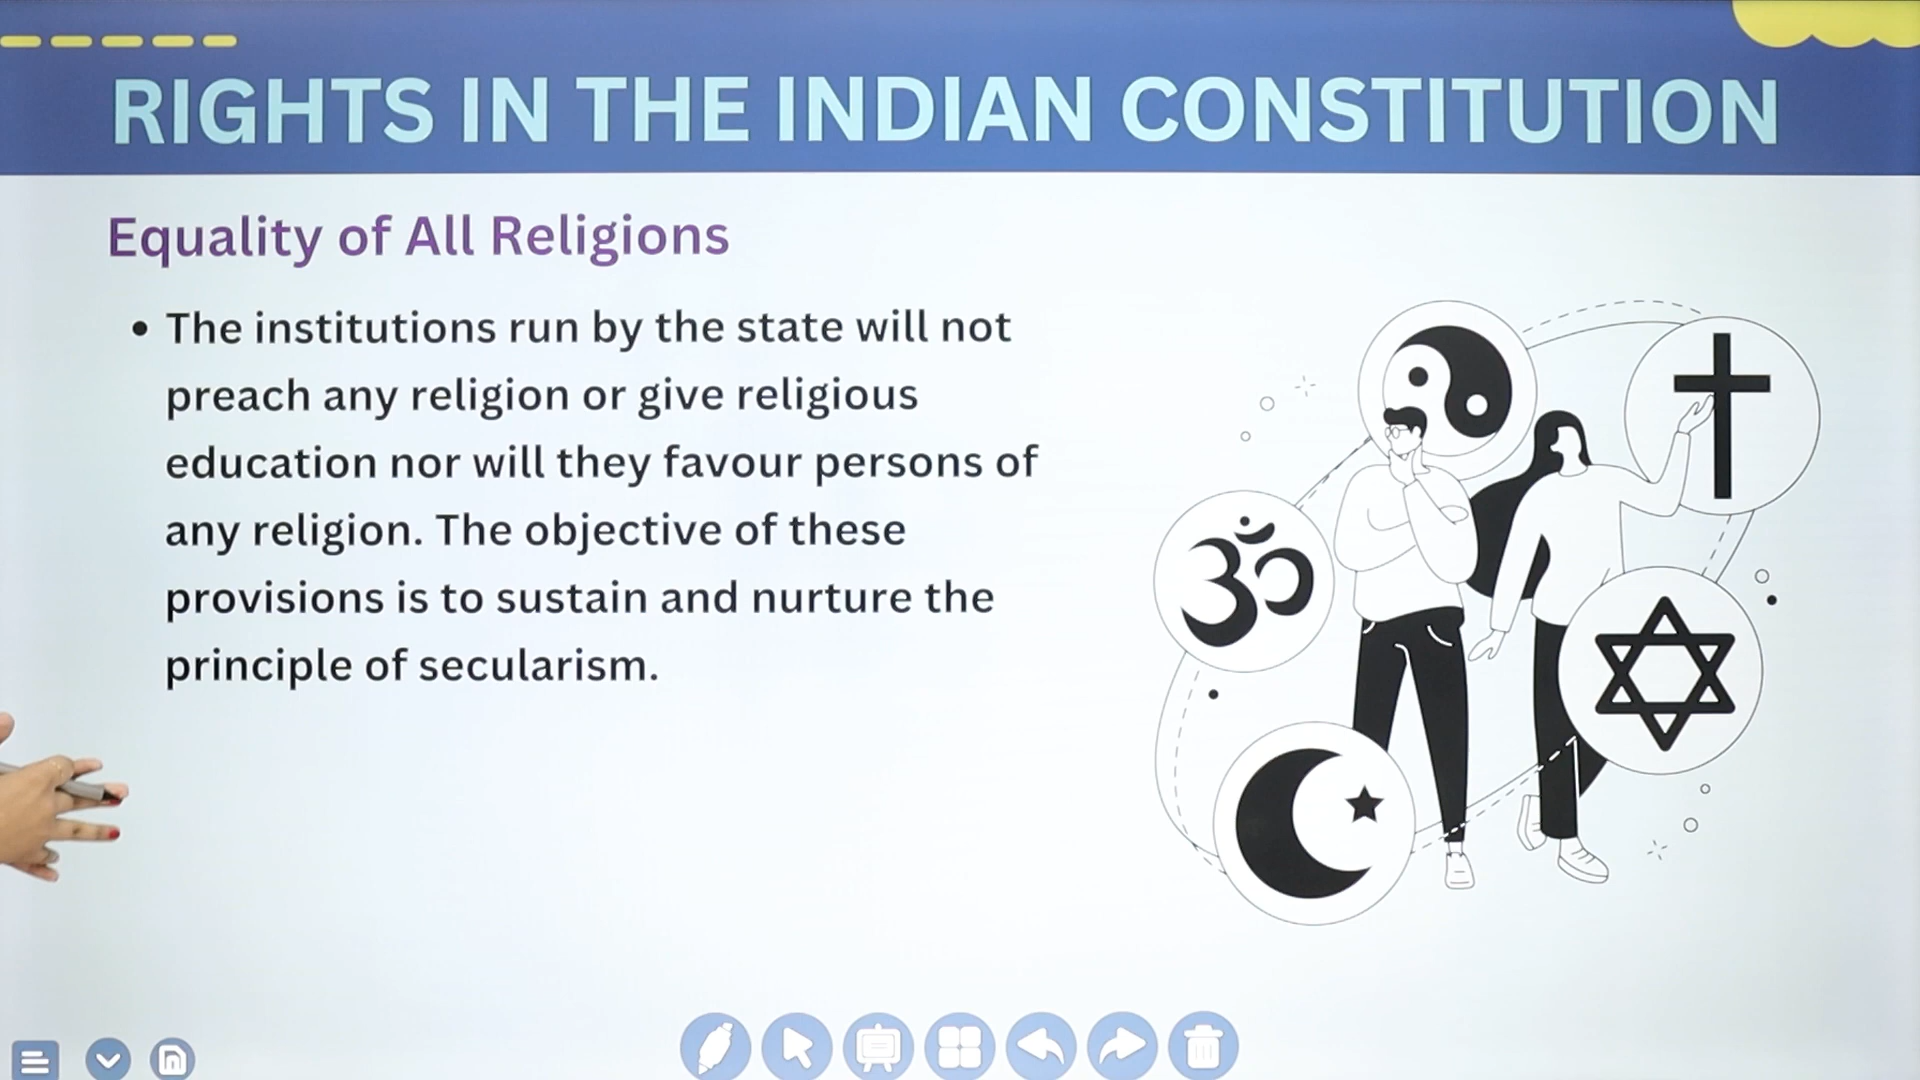 RIGHTS IN THE INDIAN CONSTITUTION
Equality of All Religions
• The institutions run by the state will not
preach any religion or give religious
education nor will they favour persons of
any religion. The objective of these
provisions is to sustain and nurture the
principle of secularism.